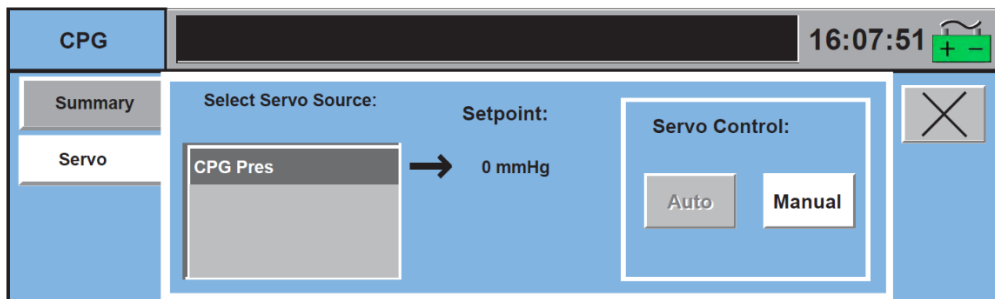 CPG
16:07:51
+ −
Summary
Servo
Select Servo Source:
CPG Pres
Setpoint:
0 mmHg
Servo Control:
Auto
Manual